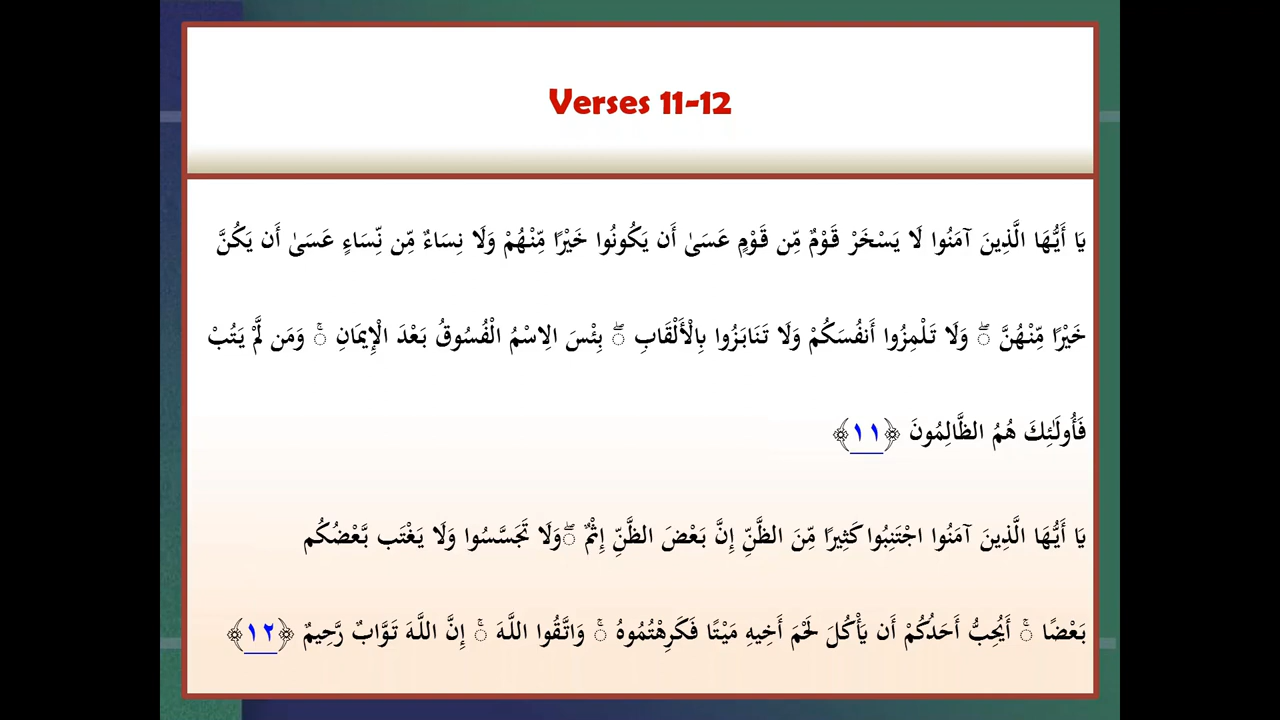 Verses 11-12
يَا أَيُّهَا الَّذِينَ آمَنُوا لَا يَسْخَرْ قَوْمٌ مِّن قَوْمٍ عَسَىٰ أَن يَكُونُوا خَيْرًا مِّنْهُمْ وَلَا نِسَاءٌ مِّن نِّسَاءٍ عَسَىٰ أَن يَكُنَّ
خَيْرًا مِّنْهُنَّ ۖ وَلَا تَلْمِزُوا أَنفُسَكُمْ وَلَا تَنَابَزُوا بِالْأَلْقَابِ ۖ بِئْسَ الِاسْمُ الْفُسُوقُ بَعْدَ الْإِيمَانِ ۚ وَمَن لَّمْ يَتُبْ
فَأُولَٰئِكَ هُمُ الظَّالِمُونَ ﴿١١﴾
يَا أَيُّهَا الَّذِينَ آمَنُوا اجْتَنِبُوا كَثِيرًا مِّنَ الظَّنِّ إِنَّ بَعْضَ الظَّنِّ إِثْمٌ ۖ وَلَا تَجَسَّسُوا وَلَا يَغْتَب بَّعْضُكُم
بَعْضًا ۚ أَيُحِبُّ أَحَدُكُمْ أَن يَأْكُلَ لَحْمَ أَخِيهِ مَيْتًا فَكَرِهْتُمُوهُ ۚ وَاتَّقُوا اللَّهَ ۚ إِنَّ اللَّهَ تَوَّابٌ رَّحِيمٌ ﴿١٢﴾